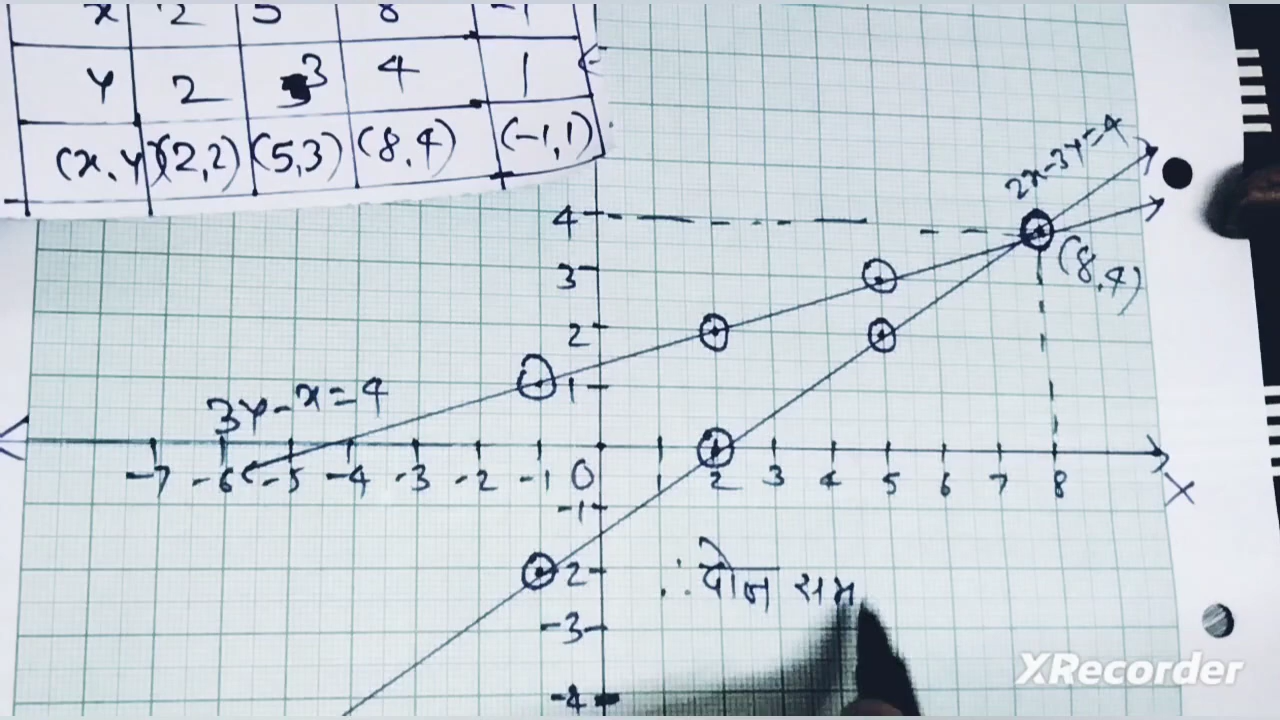 x 2 5 8 -1
y 2 3 4 1
(x,y) (2,2) (5,3) (8,4) (-1,1)
2x-3y=4
4
(8,4)
3
2
3y-x=4
1
-7 -6 -5 -4 -3 -2 -1 0 1 2 3 4 5 6 7 8
X
-1
-2
∴ दोन साम
-3
-4
XRecorder